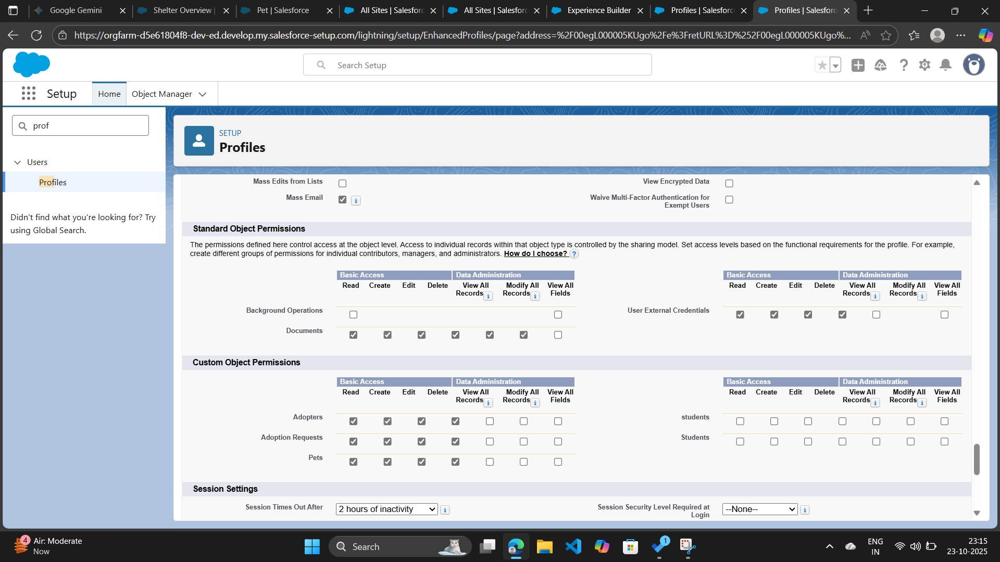 Google Gemini
Shelter Overview |
Pet | Salesforce
All Sites | Salesforc
All Sites | Salesforc
Experience Builder
Profiles | Salesforc
Profiles | Salesforc
https://orgfarm-d5e61804f8-dev-ed.develop.my.salesforce-setup.com/lightning/setup/EnhancedProfiles/page?address=%2F00egL000005KUgo%2Fe%3FretURL%3D%252F00egL000005KUgo%...
Search Setup
Setup
Home
Object Manager
prof
Users
Profiles
Didn't find what you're looking for? Try
using Global Search.
SETUP
Profiles
Mass Edits from Lists
View Encrypted Data
Mass Email
Waive Multi-Factor Authentication for
Exempt Users
Standard Object Permissions
The permissions defined here control access at the object level. Access to individual records within that object type is controlled by the sharing model. Set access levels based on the functional requirements for the profile. For example,
create different groups of permissions for individual contributors, managers, and administrators. How do I choose? ?
Basic Access Data Administration Basic Access Data Administration
Read Create Edit Delete View All Modify All View All Read Create Edit Delete View All Modify All View All
Records i Records i Fields Records i Records i Fields
Background Operations
User External Credentials
Documents
Custom Object Permissions
Basic Access Data Administration Basic Access Data Administration
Read Create Edit Delete View All Modify All View All Read Create Edit Delete View All Modify All View All
Records i Records i Fields Records i Records i Fields
Adopters
students
Adoption Requests
Students
Pets
Session Settings
Session Times Out After
2 hours of inactivity
Session Security Level Required at
Login
--None--
4
Air: Moderate
Now
Search
1
ENG
IN
23:15
23-10-2025